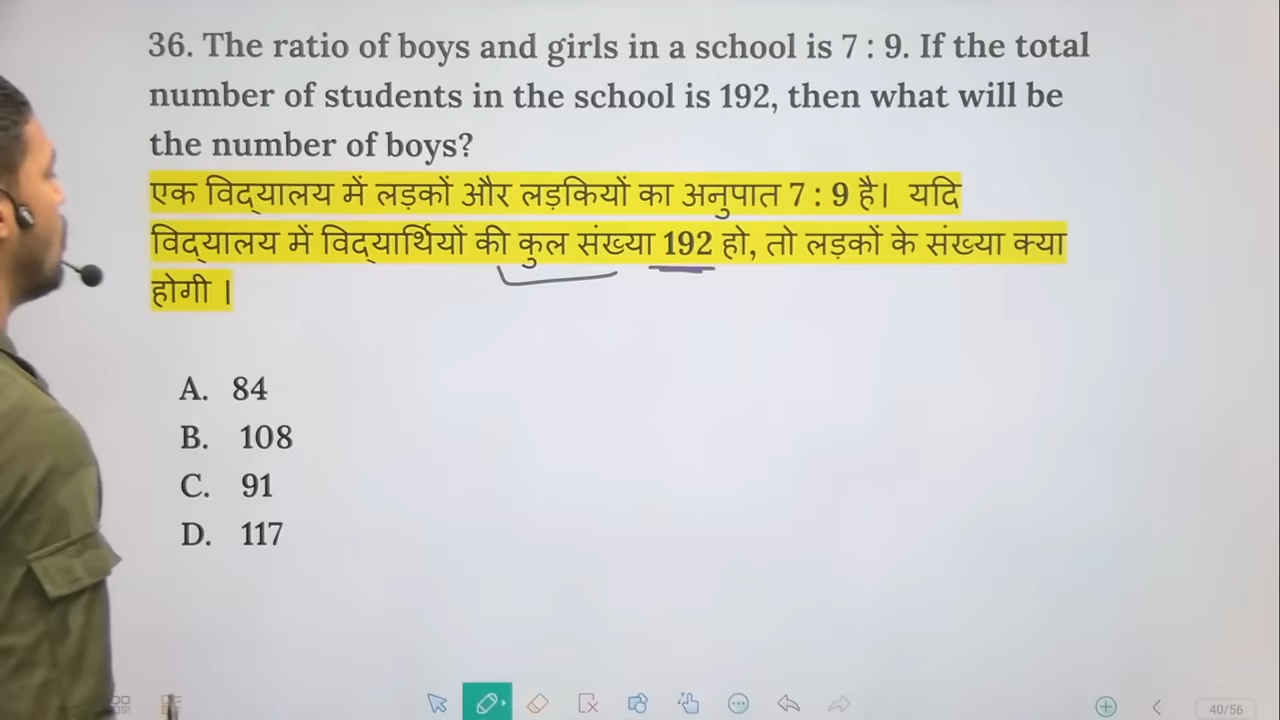 36. The ratio of boys and girls in a school is 7 : 9. If the total
number of students in the school is 192, then what will be
the number of boys?
एक विद्यालय में लड़कों और लड़कियों का अनुपात 7 : 9 है। यदि
विद्यालय में विद्यार्थियों की कुल संख्या 192 हो, तो लड़कों के संख्या क्या
होगी ।
A. 84
B. 108
C. 91
D. 117
40/56